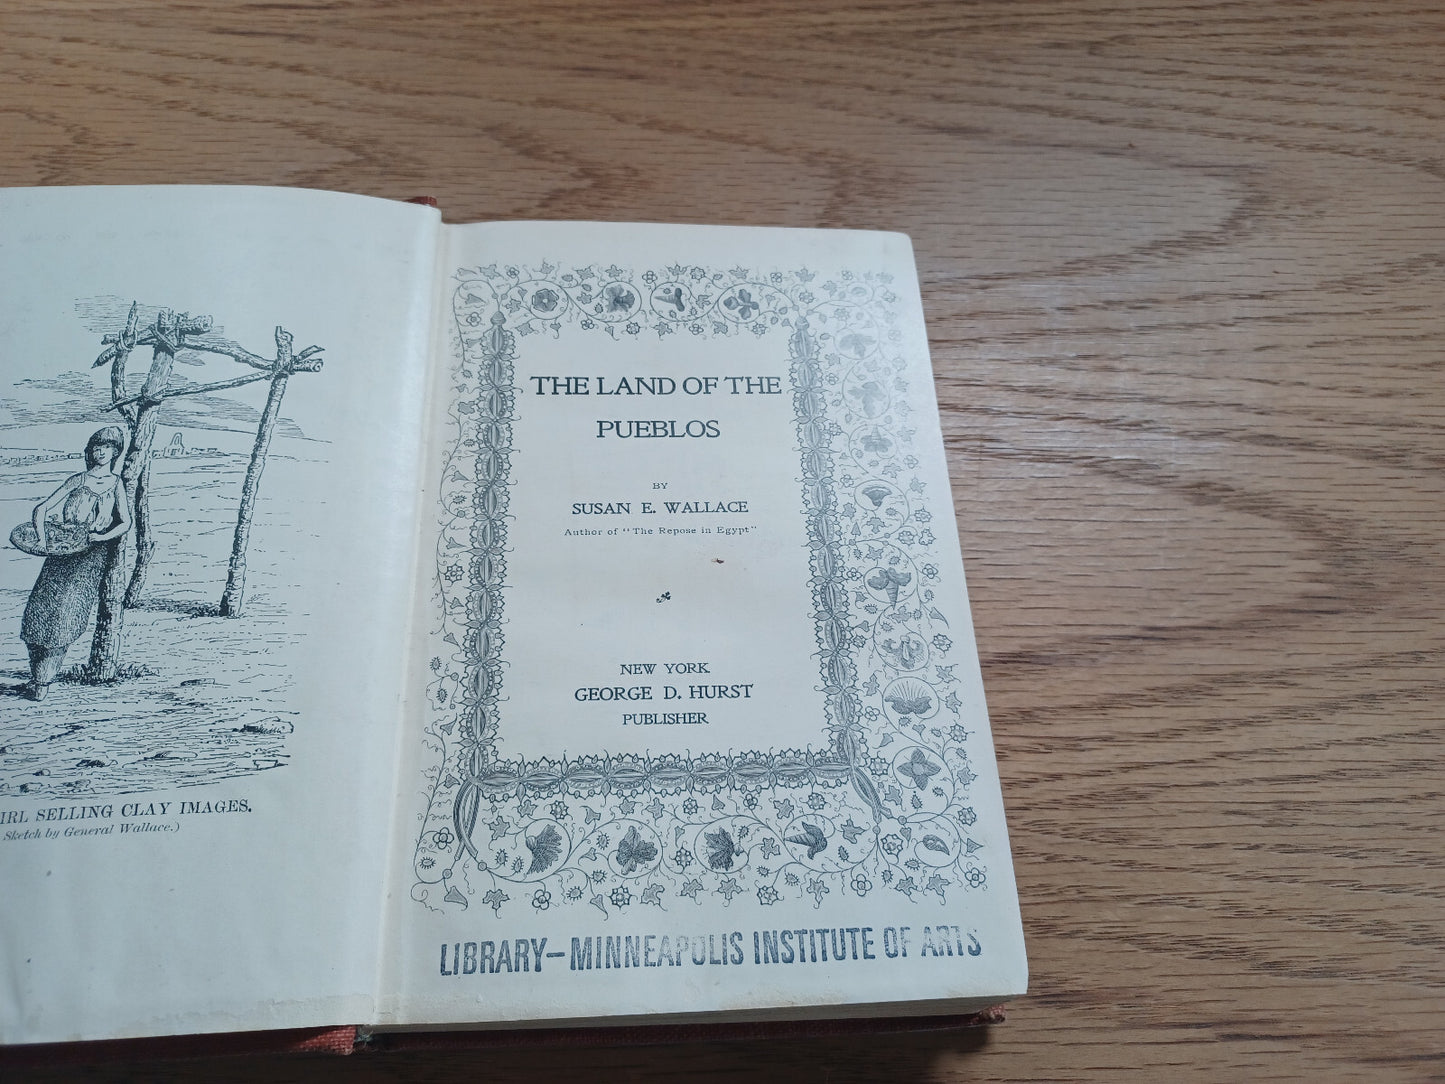 IRL SELLING CLAY IMAGES.
Sketch by General Wallace.)
THE LAND OF THE
PUEBLOS
BY
SUSAN E. WALLACE
Author of "The Repose in Egypt"
NEW YORK
GEORGE D. HURST
PUBLISHER
LIBRARY—MINNEAPOLIS INSTITUTE OF ARTS